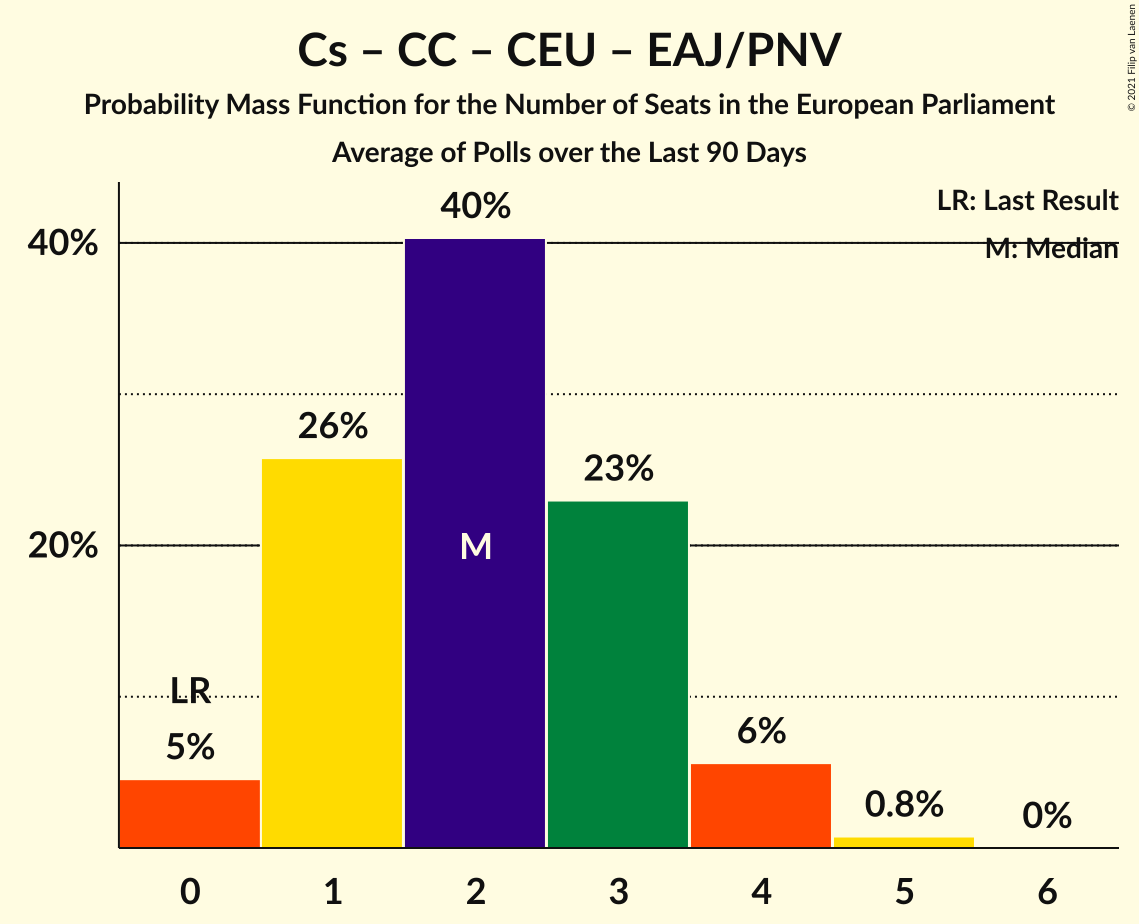 Cs – CC – CEU – EAJ/PNV
Probability Mass Function for the Number of Seats in the European Parliament
Average of Polls over the Last 90 Days
© 2021 Filip van Laenen
LR: Last Result
M: Median
40%
20%
LR
5%
26%
40%
M
23%
6%
0.8%
0%
0 1 2 3 4 5 6